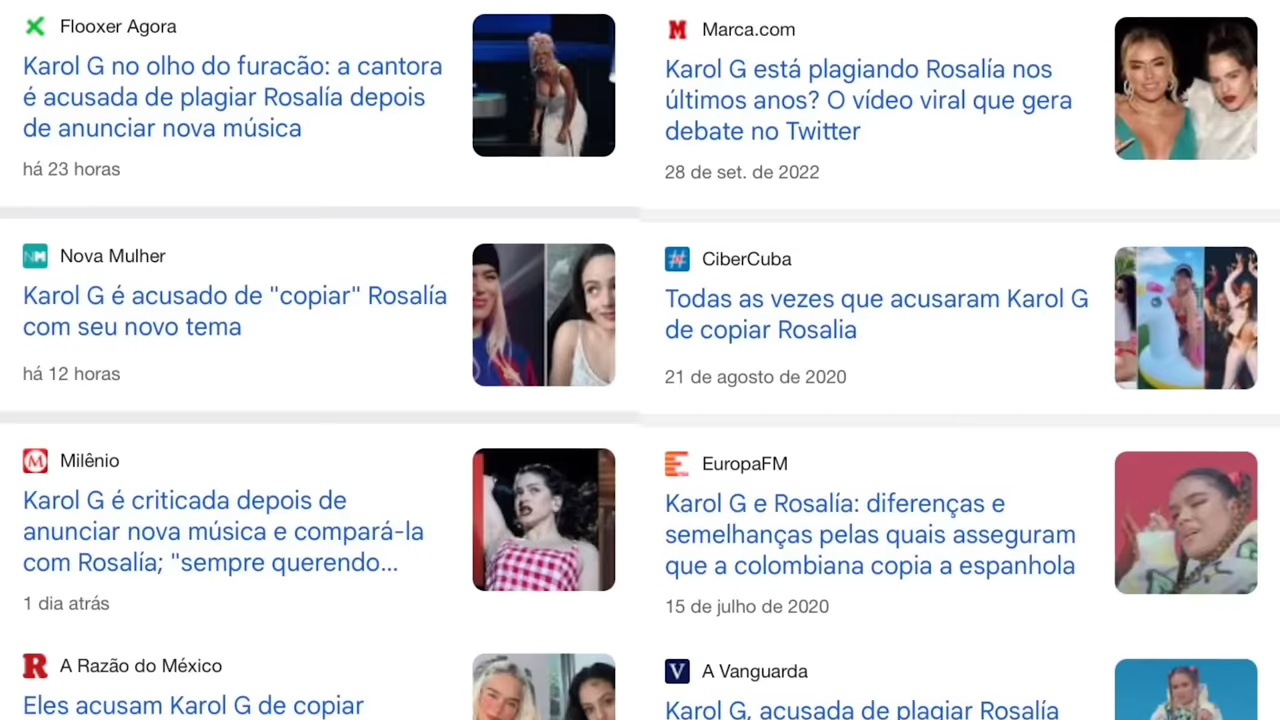 Flooxer Agora
Karol G no olho do furacão: a cantora
é acusada de plagiar Rosalía depois
de anunciar nova música
há 23 horas
NM Nova Mulher
Karol G é acusado de "copiar" Rosalía
com seu novo tema
há 12 horas
M Milênio
Karol G é criticada depois de
anunciar nova música e compará-la
com Rosalía; "sempre querendo...
1 dia atrás
R A Razão do México
Eles acusam Karol G de copiar
M Marca.com
Karol G está plagiando Rosalía nos
últimos anos? O vídeo viral que gera
debate no Twitter
28 de set. de 2022
# CiberCuba
Todas as vezes que acusaram Karol G
de copiar Rosalia
21 de agosto de 2020
EuropaFM
Karol G e Rosalía: diferenças e
semelhanças pelas quais asseguram
que a colombiana copia a espanhola
15 de julho de 2020
V A Vanguarda
Karol G, acusada de plagiar Rosalía